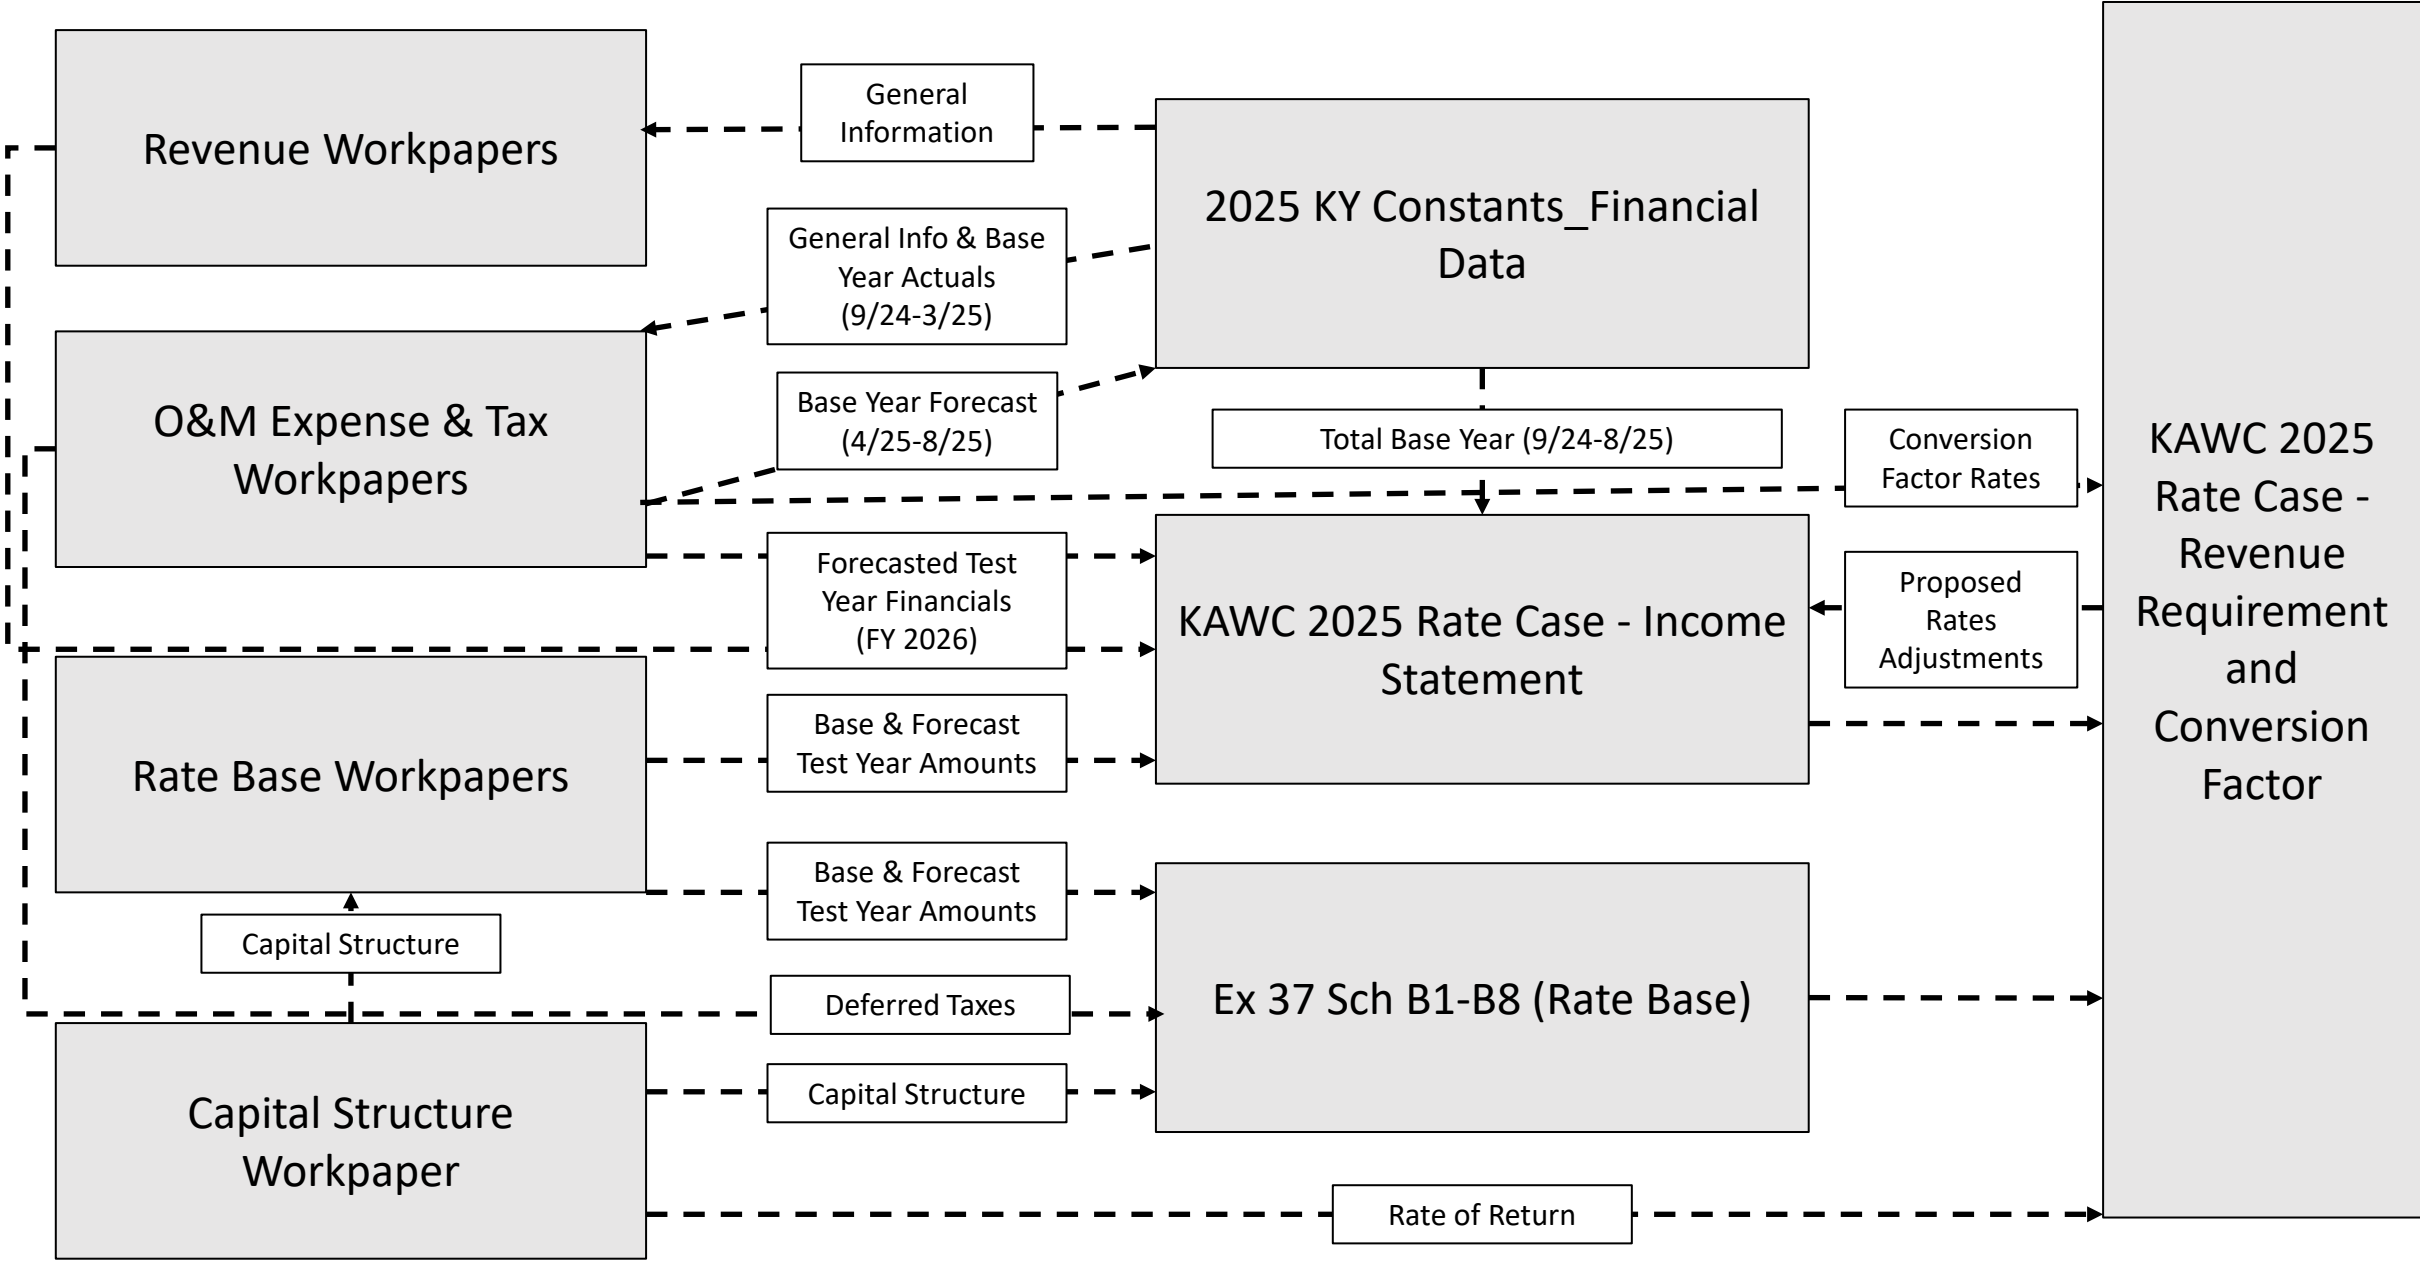 Revenue Workpapers
General
Information
2025 KY Constants_Financial
Data
General Info & Base
Year Actuals
(9/24-3/25)
O&M Expense & Tax
Workpapers
Base Year Forecast
(4/25-8/25)
Total Base Year (9/24-8/25)
Conversion
Factor Rates
KAWC 2025
Rate Case -
Revenue
Requirement
and
Conversion
Factor
Forecasted Test
Year Financials
(FY 2026)
KAWC 2025 Rate Case - Income
Statement
Proposed
Rates
Adjustments
Rate Base Workpapers
Base & Forecast
Test Year Amounts
Base & Forecast
Test Year Amounts
Capital Structure
Deferred Taxes
Ex 37 Sch B1-B8 (Rate Base)
Capital Structure
Workpaper
Capital Structure
Rate of Return